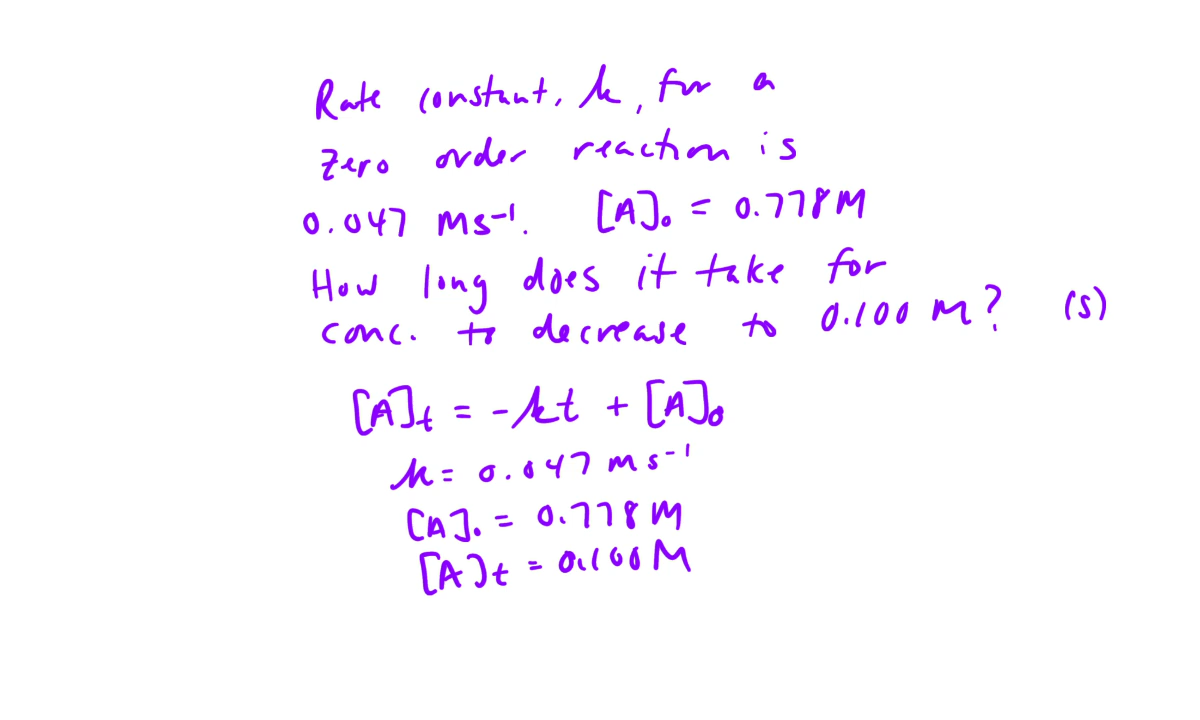 Rate constant, k, for a
zero order reaction is
0.047 Ms⁻¹. [A]₀ = 0.778M
How long does it take for
conc. to decrease to 0.100 M? (s)
[A]t = -kt + [A]₀
k = 0.047 Ms⁻¹
[A]₀ = 0.778 M
[A]t = 0.100 M